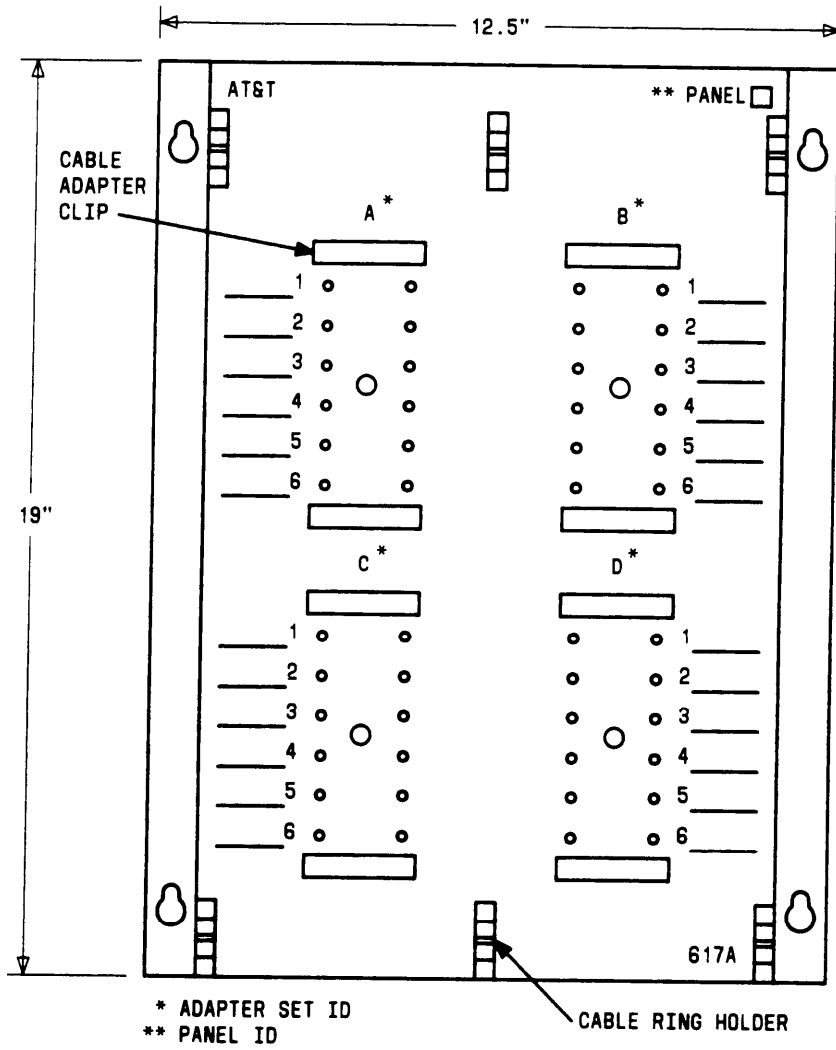 12.5"
AT&T
** PANEL
CABLE
ADAPTER
CLIP
A*
B*
1
2
3
4
5
6
1
2
3
4
5
6
19"
C*
D*
1
2
3
4
5
6
1
2
3
4
5
6
617A
* ADAPTER SET ID
** PANEL ID
CABLE RING HOLDER